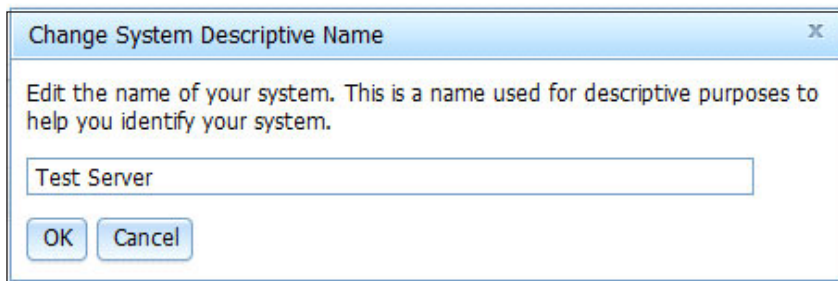 Change System Descriptive Name x
Edit the name of your system. This is a name used for descriptive purposes to
help you identify your system.
Test Server
OK Cancel